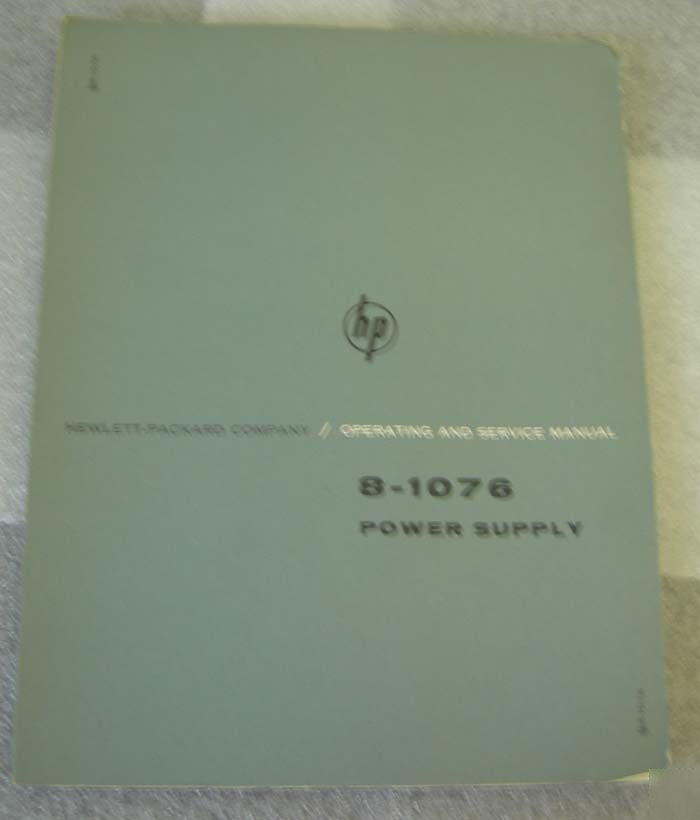 hp
HEWLETT-PACKARD COMPANY // OPERATING AND SERVICE MANUAL
8-1076
POWER SUPPLY